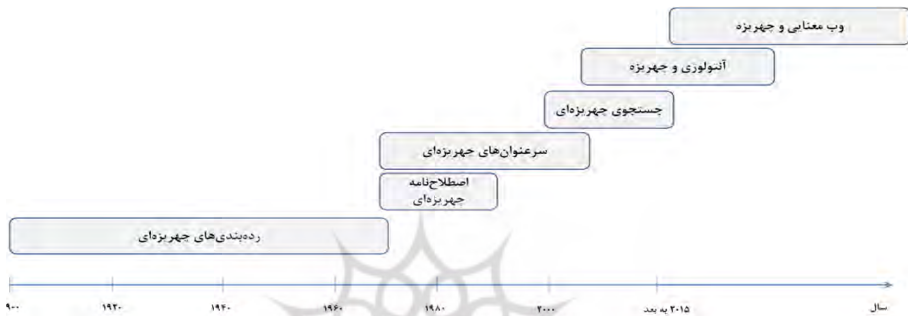 وب معنایی و چهریزه
آنتولوژی و چهریزه
جستجوی چهریزه‌ای
سرعنوان‌های چهریزه‌ای
اصطلاح‌نامه
چهریزه‌ای
رده‌بندی‌های چهریزه‌ای
۹۰۰
۱۹۲۰
۱۹۴۰
۱۹۶۰
۱۹۸۰
۲۰۰۰
۲۰۱۵ به بعد
سال